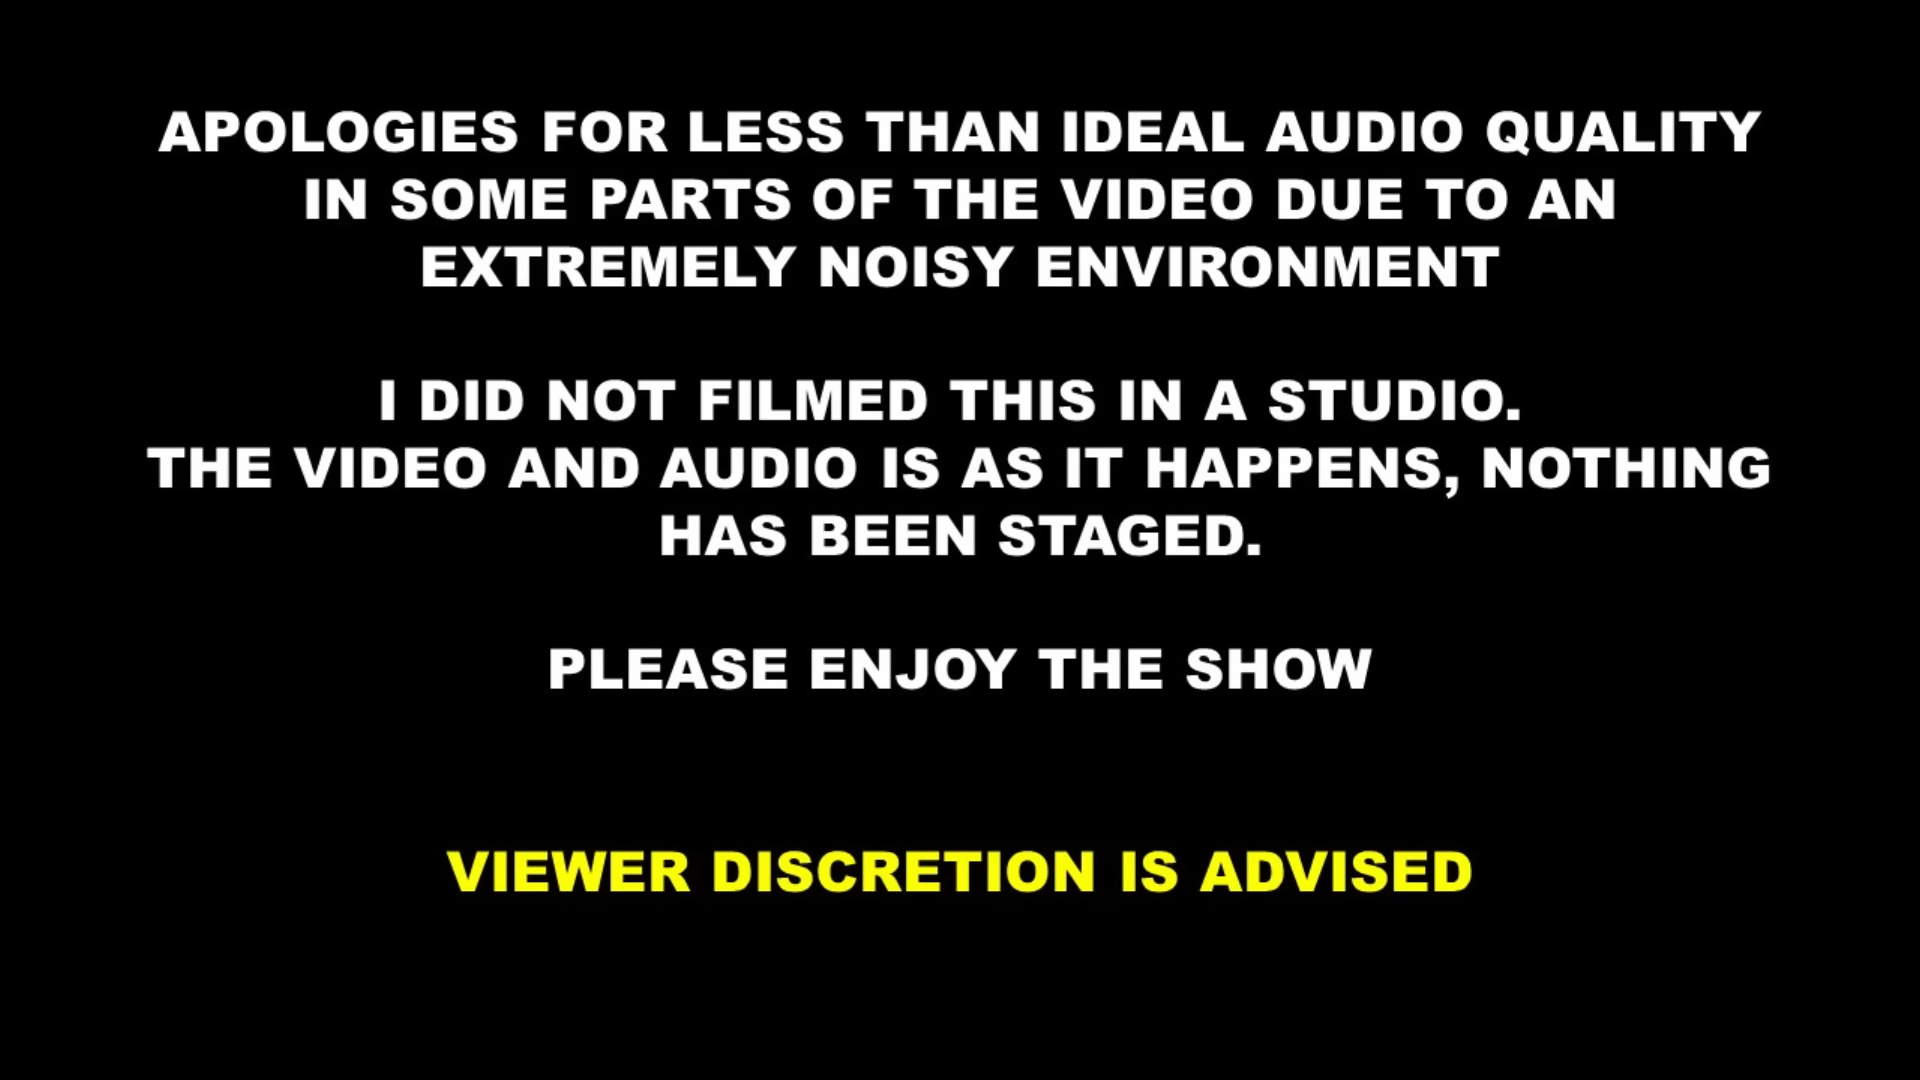 APOLOGIES FOR LESS THAN IDEAL AUDIO QUALITY
IN SOME PARTS OF THE VIDEO DUE TO AN
EXTREMELY NOISY ENVIRONMENT
I DID NOT FILMED THIS IN A STUDIO.
THE VIDEO AND AUDIO IS AS IT HAPPENS, NOTHING
HAS BEEN STAGED.
PLEASE ENJOY THE SHOW
VIEWER DISCRETION IS ADVISED